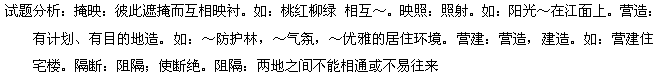 试题分析：掩映：彼此遮掩而互相映衬。如：桃红柳绿 相互～。映照：照射。如：阳光～在江面上。营造：
有计划、有目的地造。如：～防护林，～气氛，～优雅的居住环境。营建：营造，建造。如：营建住
宅楼。隔断：阻隔；使断绝。阻隔：两地之间不能相通或不易往来